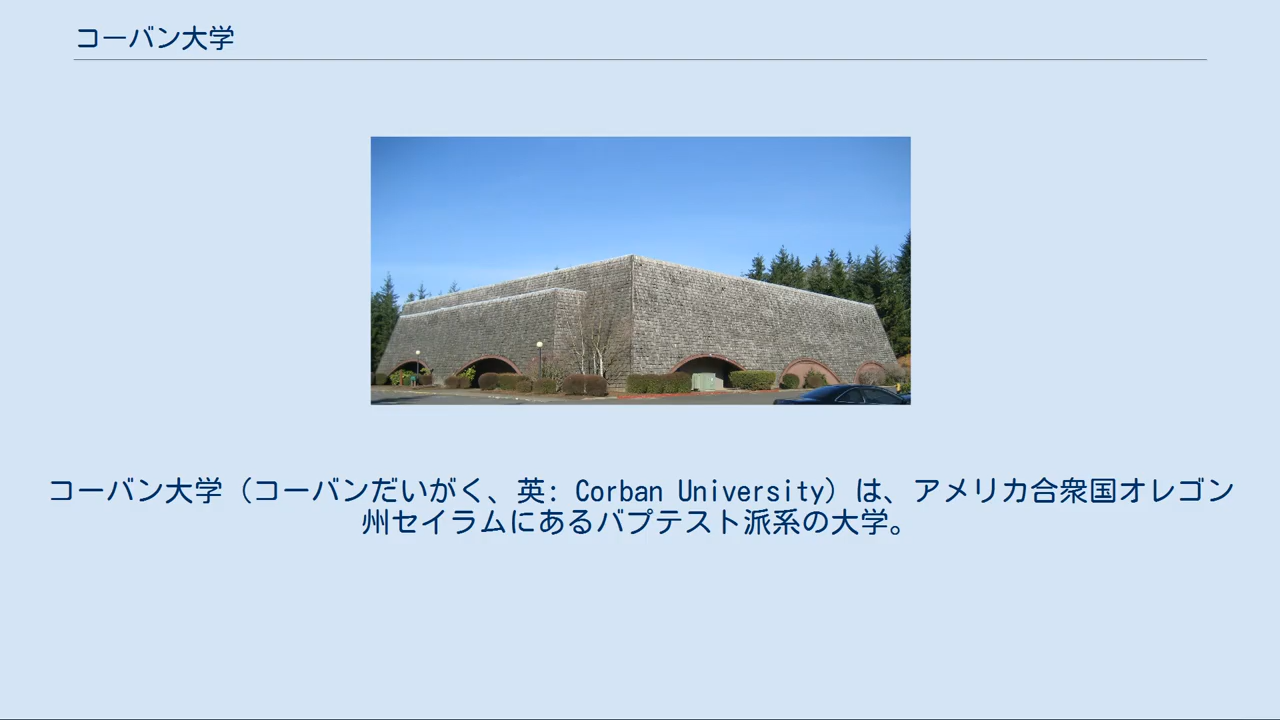 コーバン大学
コーバン大学（コーバンだいがく、英: Corban University）は、アメリカ合衆国オレゴン
州セイラムにあるバプテスト派系の大学。